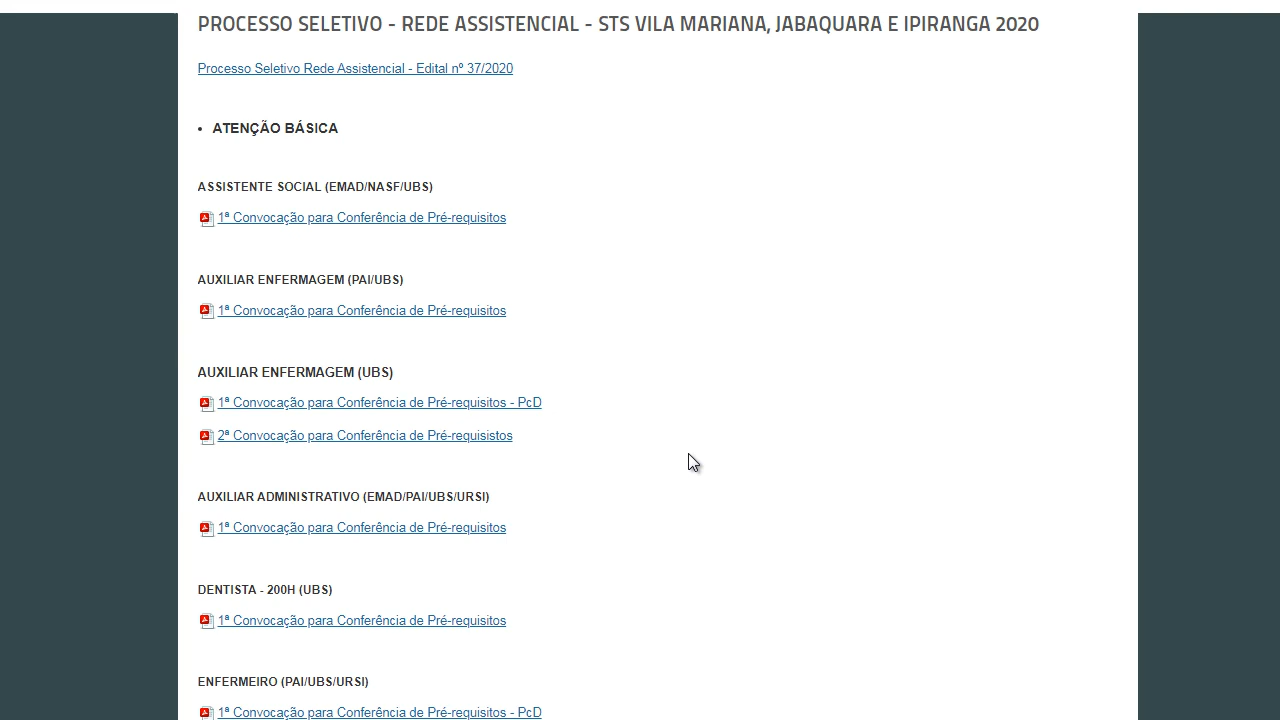 PROCESSO SELETIVO - REDE ASSISTENCIAL - STS VILA MARIANA, JABAQUARA E IPIRANGA 2020
Processo Seletivo Rede Assistencial - Edital nº 37/2020
• ATENÇÃO BÁSICA
ASSISTENTE SOCIAL (EMAD/NASF/UBS)
1ª Convocação para Conferência de Pré-requisitos
AUXILIAR ENFERMAGEM (PAI/UBS)
1ª Convocação para Conferência de Pré-requisitos
AUXILIAR ENFERMAGEM (UBS)
1ª Convocação para Conferência de Pré-requisitos - PcD
2ª Convocação para Conferência de Pré-requisistos
AUXILIAR ADMINISTRATIVO (EMAD/PAI/UBS/URSI)
1ª Convocação para Conferência de Pré-requisitos
DENTISTA - 200H (UBS)
1ª Convocação para Conferência de Pré-requisitos
ENFERMEIRO (PAI/UBS/URSI)
1ª Convocação para Conferência de Pré-requisitos - PcD